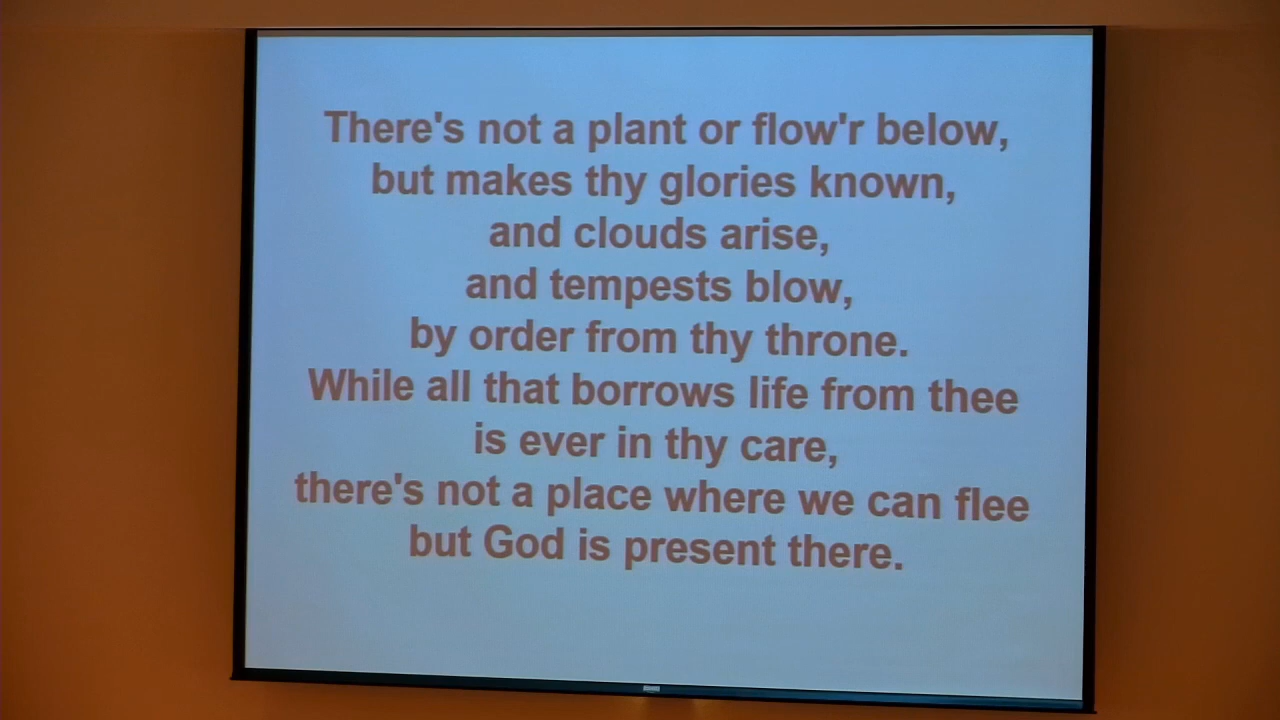 There's not a plant or flow'r below,
but makes thy glories known,
and clouds arise,
and tempests blow,
by order from thy throne.
While all that borrows life from thee
is ever in thy care,
there's not a place where we can flee
but God is present there.